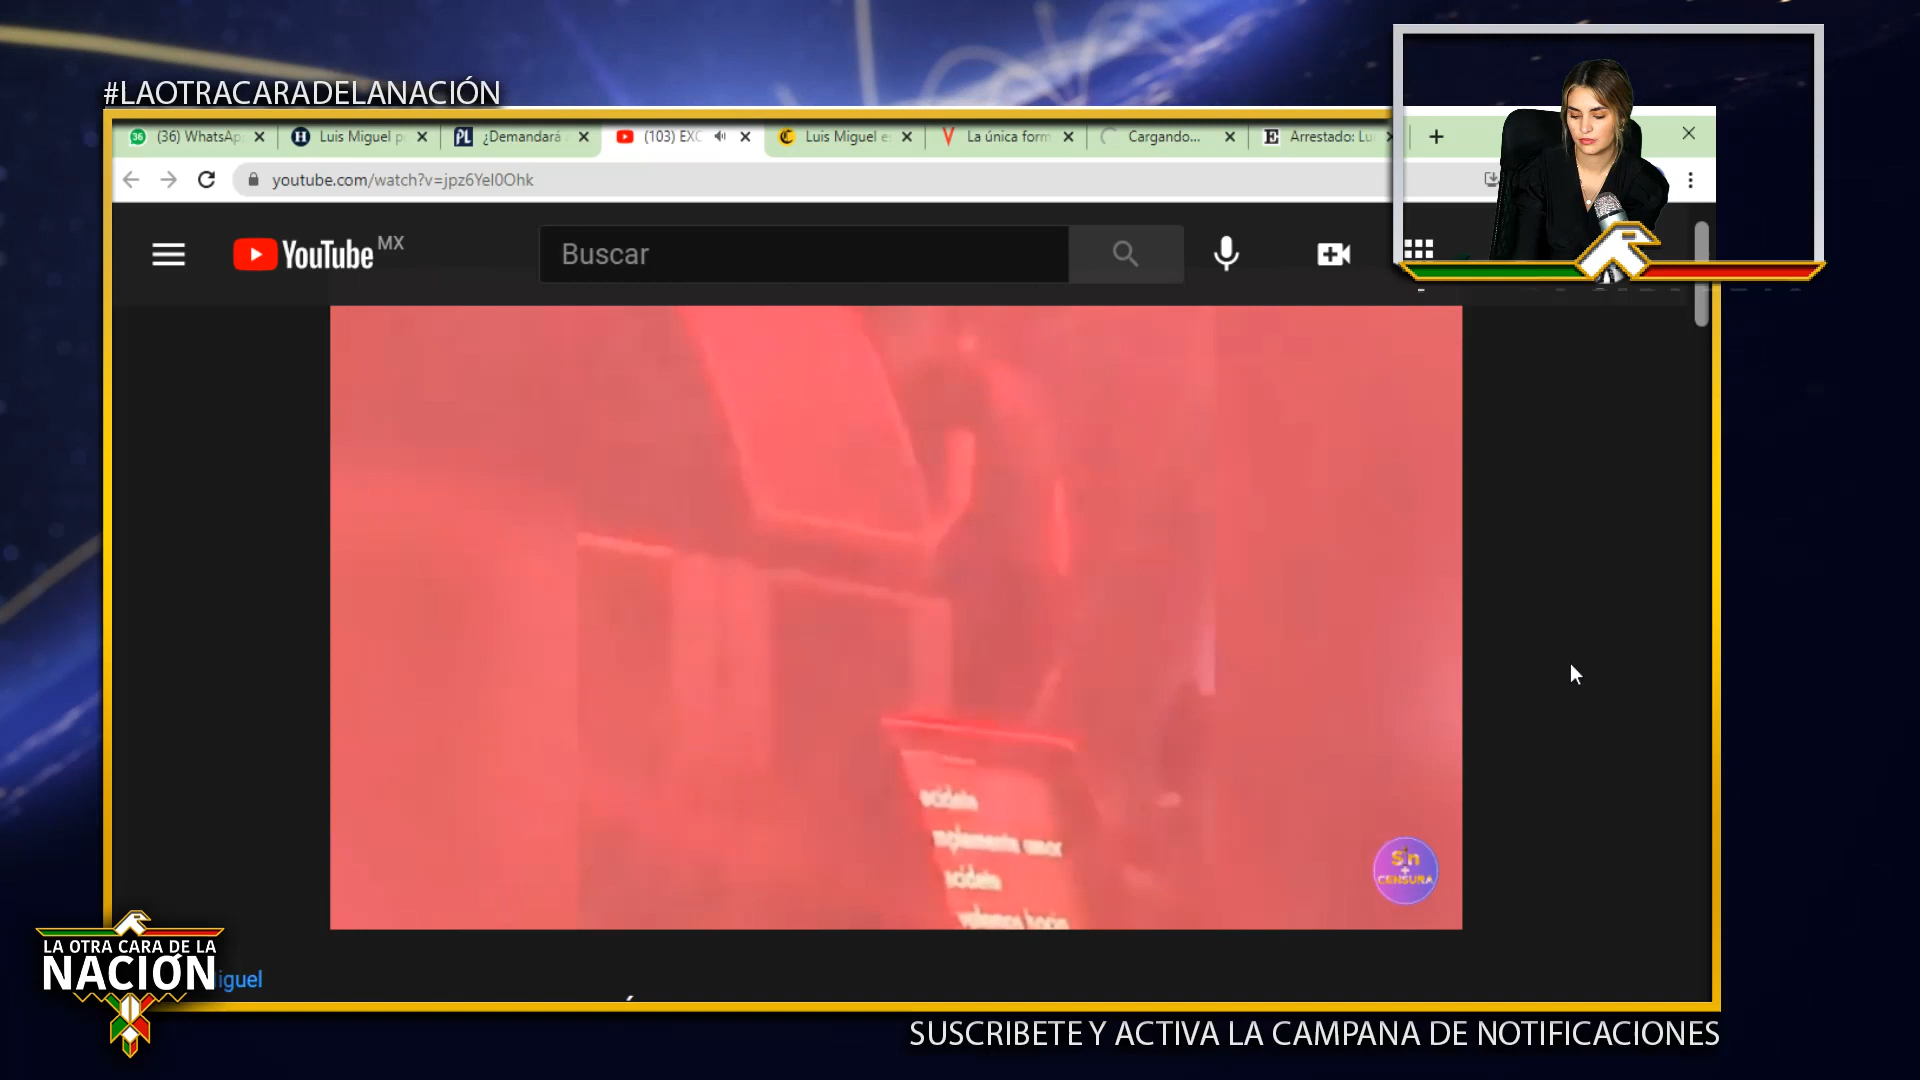 #LAOTRACARADELANACIÓN
(36) WhatsAp
Luis Miguel p
¿Demandará
(103) EXC
Luis Miguel e
La única form
Cargando...
Arrestado: Lu
youtube.com/watch?v=jpz6Yel0Ohk
YouTube MX
Buscar
Sin
CENSURA
LA OTRA CARA DE LA
NACIÓN
iguel
SUSCRIBETE Y ACTIVA LA CAMPANA DE NOTIFICACIONES